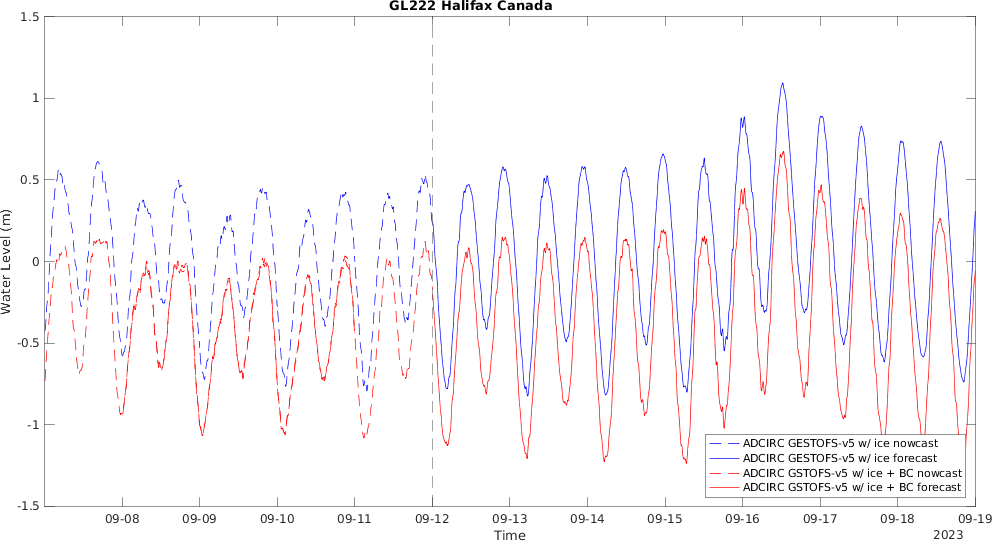 GL222 Halifax Canada
1.5
1
0.5
0
-0.5
-1
-1.5
Water Level (m)
ADCIRC GESTOFS-v5 w/ ice nowcast
ADCIRC GESTOFS-v5 w/ ice forecast
ADCIRC GSTOFS-v5 w/ ice + BC nowcast
ADCIRC GSTOFS-v5 w/ ice + BC forecast
09-08 09-09 09-10 09-11 09-12 09-13 09-14 09-15 09-16 09-17 09-18 09-19
Time
2023